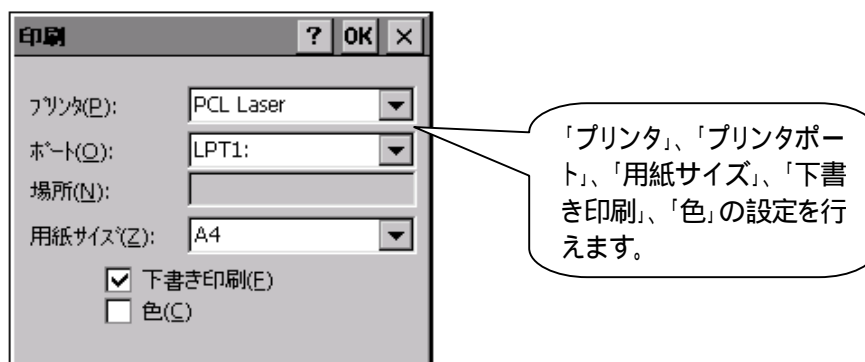 印刷 ? OK ×
プリンタ(P): PCL Laser
ポート(O): LPT1:
場所(N):
用紙サイズ(Z): A4
下書き印刷(F)
色(C)
「プリンタ」、「プリンタポー
ト」、「用紙サイズ」、「下書
き印刷」、「色」の設定を行
えます。